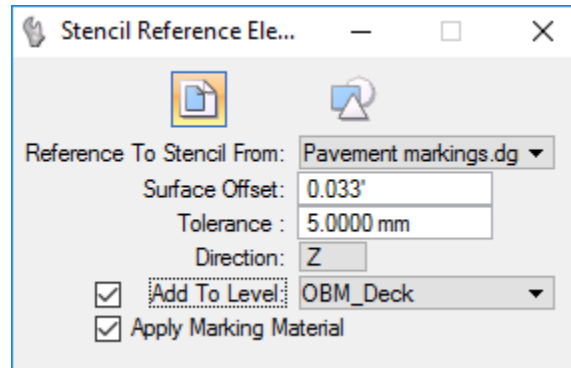 Stencil Reference Ele...
Reference To Stencil From: Pavement markings.dg
Surface Offset: 0.033'
Tolerance : 5.0000 mm
Direction: Z
Add To Level: OBM_Deck
Apply Marking Material